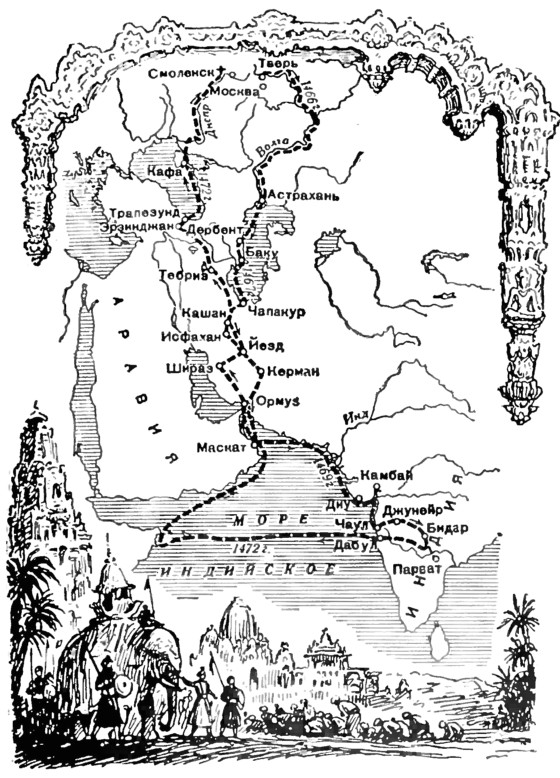 Тверь
Смоленск
Москва
1466г.
Днепр
Волга
Кафа
1472г.
Астрахань
Трапезунд
Эрзинджан
Дербент
Баку
Тебриз
Чапакур
Кашан
Исфахан
Йезд
Шираз
Керман
Ормуз
АРАВИЯ
Инд
Маскат
1469г.
Камбай
Диу
Джунейр
МОРЕ
Чаул
Бидар
Дабул
1472г.
Парват
ИНДИЙСКОЕ
ИНДИЯ